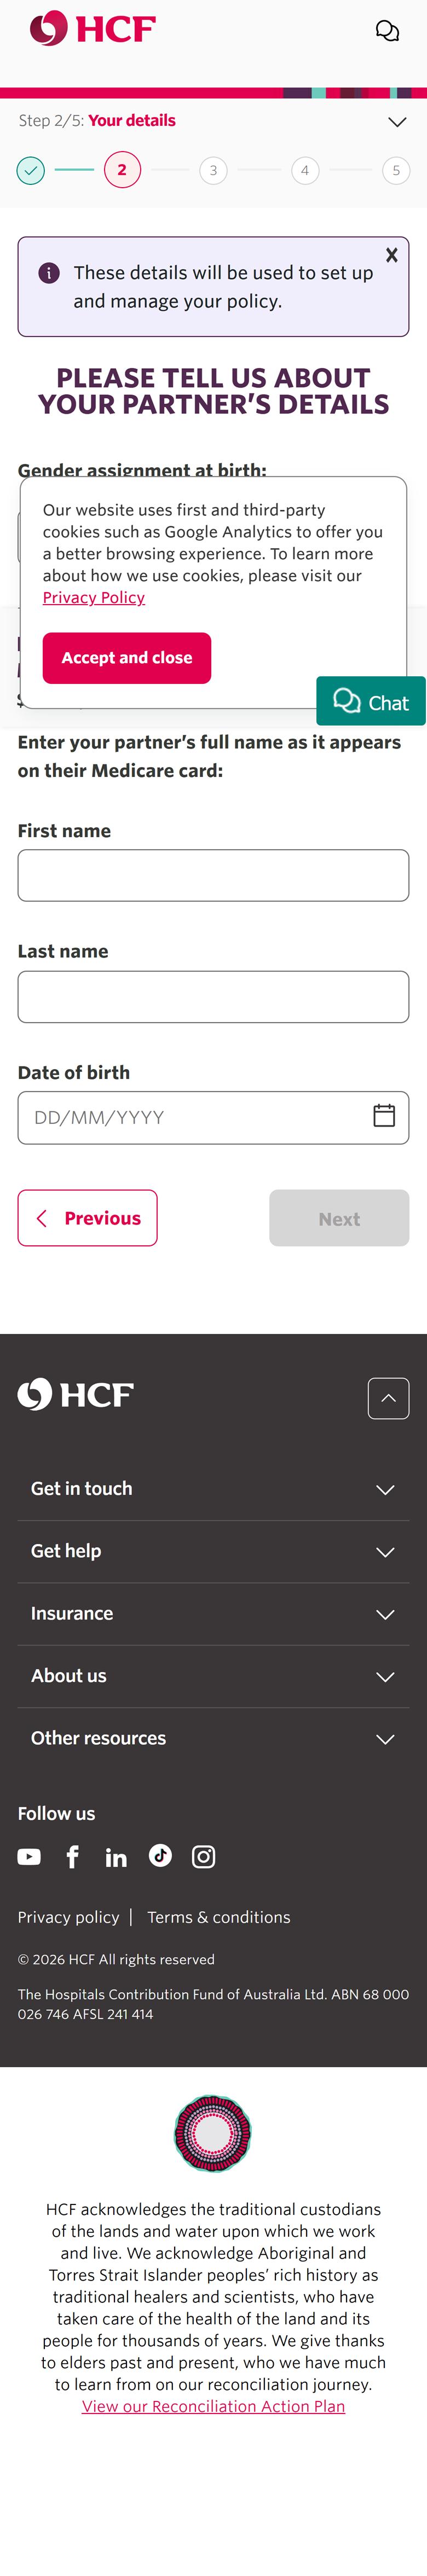 HCF
Step 2/5: Your details
2
3
4
5
These details will be used to set up
and manage your policy.
PLEASE TELL US ABOUT
YOUR PARTNER’S DETAILS
Gender assignment at birth:
Our website uses first and third-party
cookies such as Google Analytics to offer you
a better browsing experience. To learn more
about how we use cookies, please visit our
Privacy Policy
Accept and close
Chat
Enter your partner’s full name as it appears
on their Medicare card:
First name
Last name
Date of birth
DD/MM/YYYY
Previous
Next
HCF
Get in touch
Get help
Insurance
About us
Other resources
Follow us
Privacy policy | Terms & conditions
© 2026 HCF All rights reserved
The Hospitals Contribution Fund of Australia Ltd. ABN 68 000
026 746 AFSL 241 414
HCF acknowledges the traditional custodians
of the lands and water upon which we work
and live. We acknowledge Aboriginal and
Torres Strait Islander peoples’ rich history as
traditional healers and scientists, who have
taken care of the health of the land and its
people for thousands of years. We give thanks
to elders past and present, who we have much
to learn from on our reconciliation journey.
View our Reconciliation Action Plan